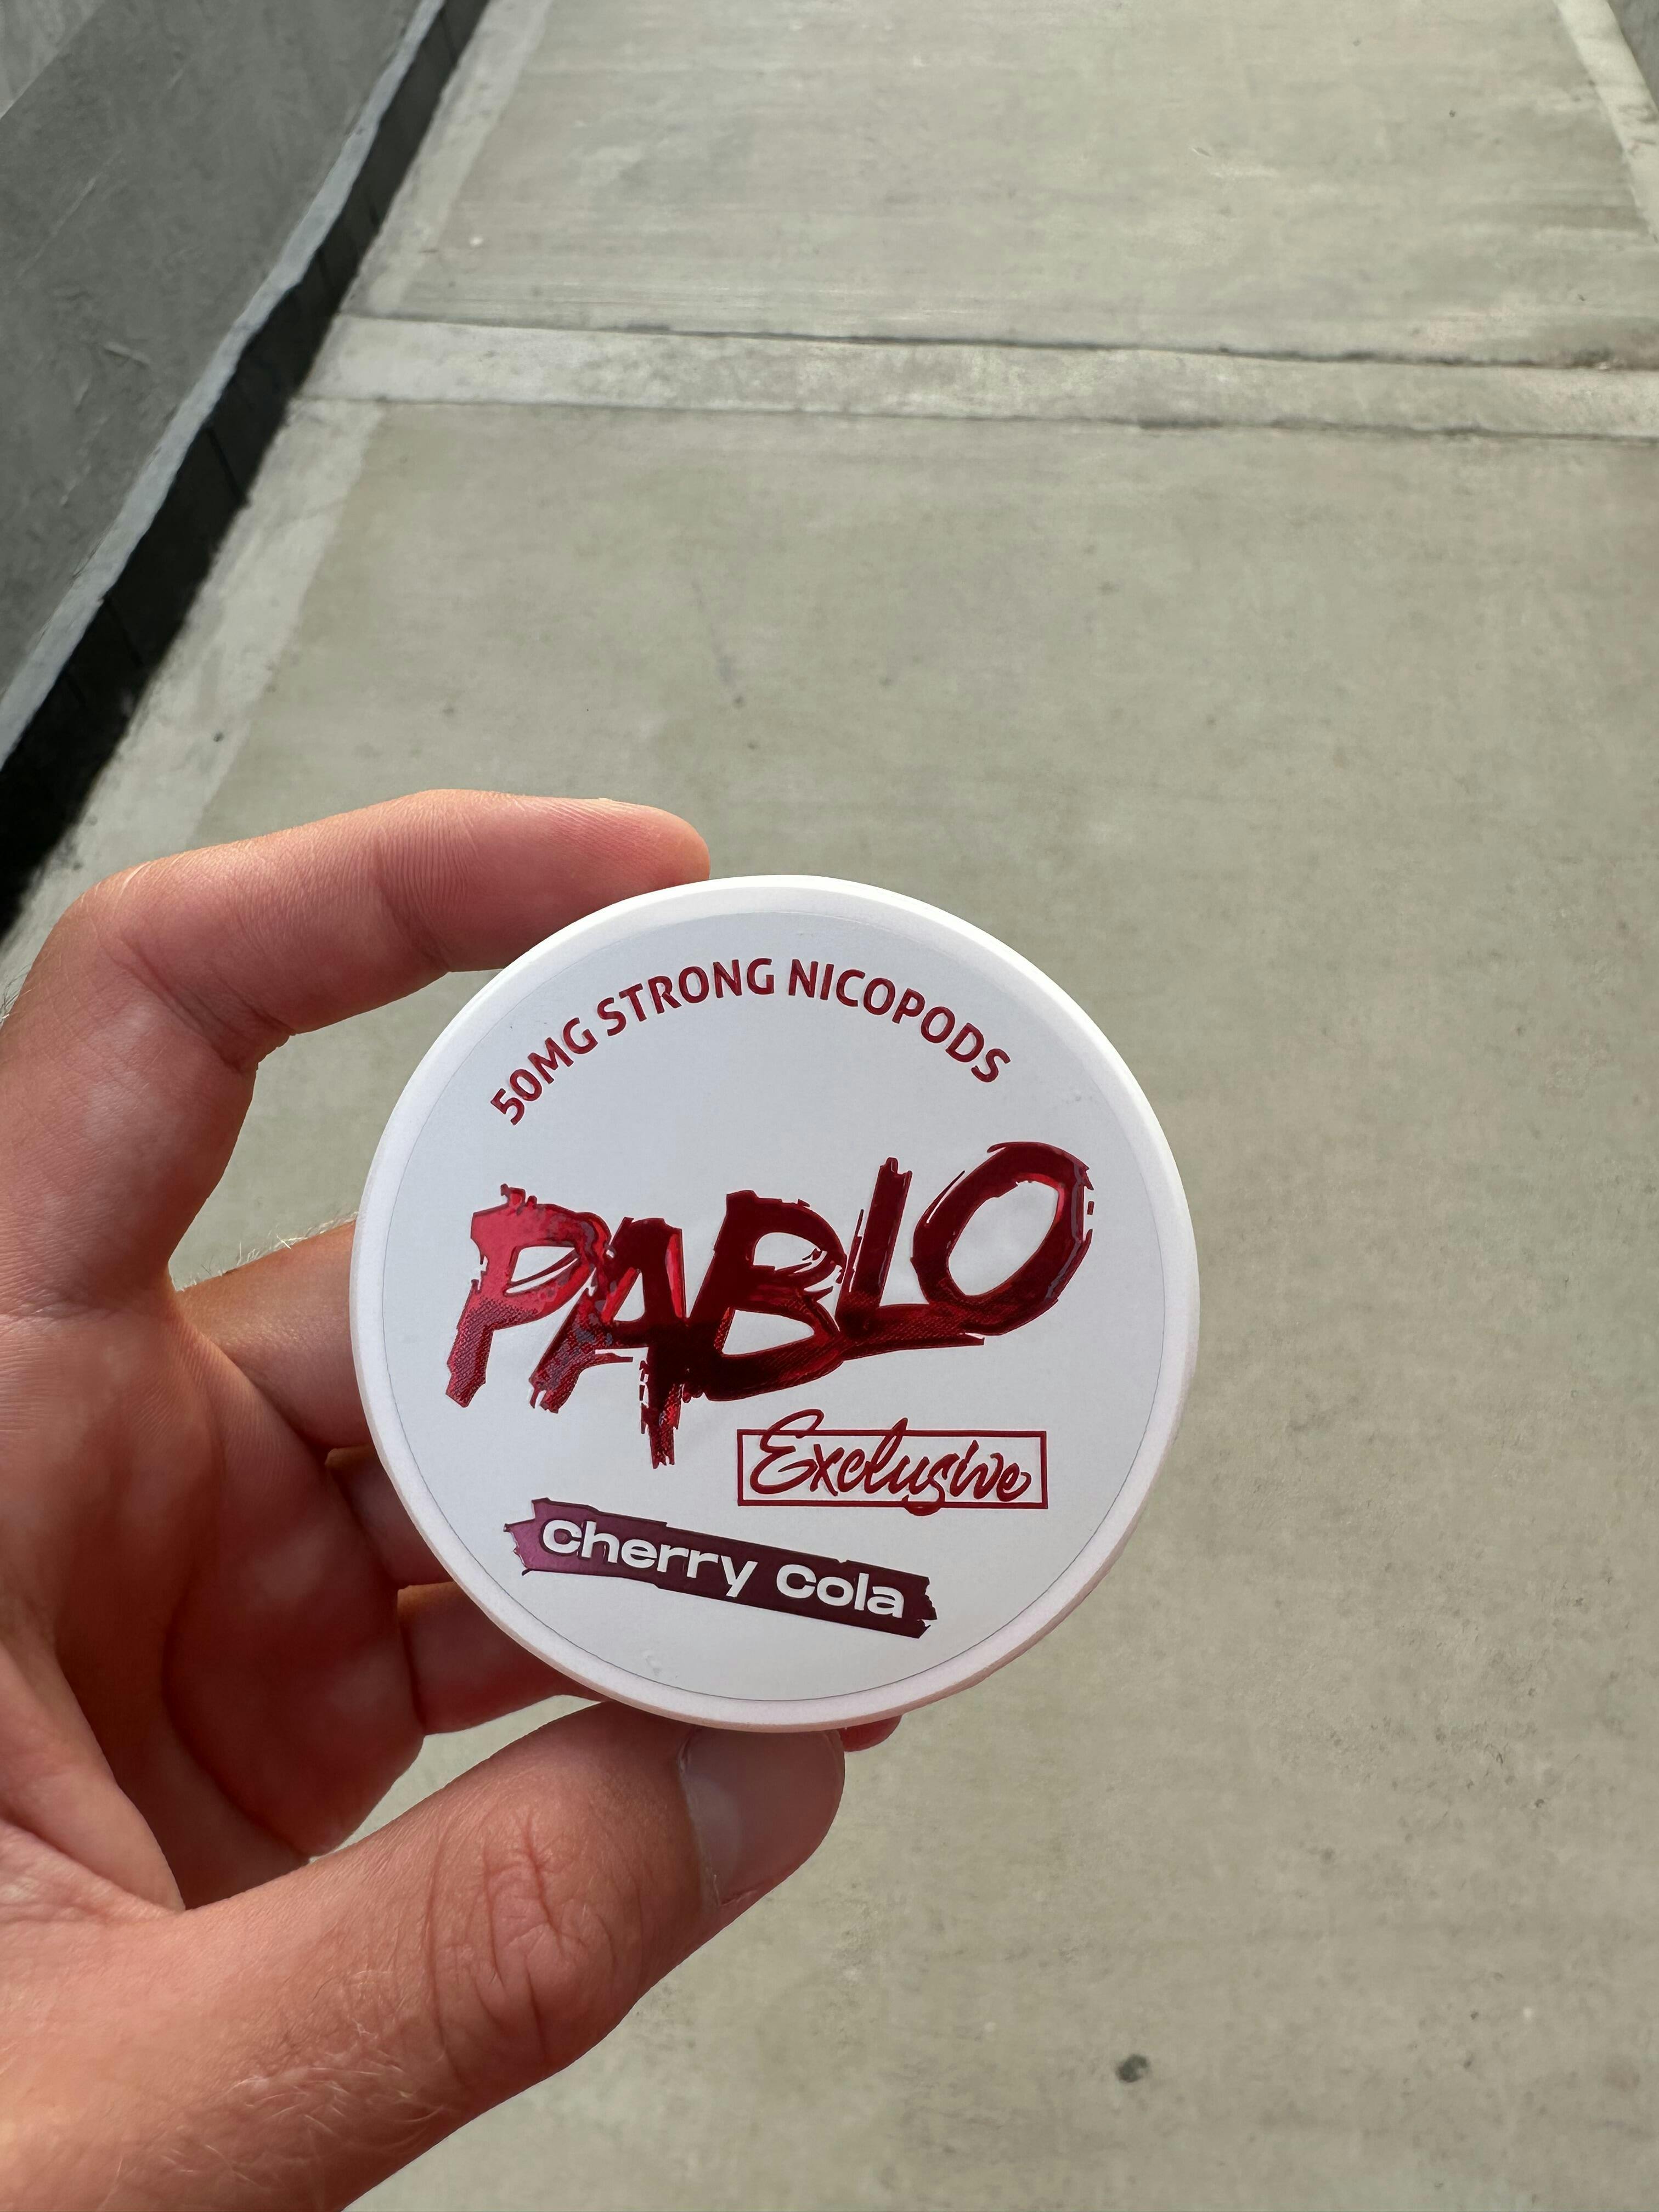 50MG STRONG NICOPODS
PABLO
Exclusive
cherry cola